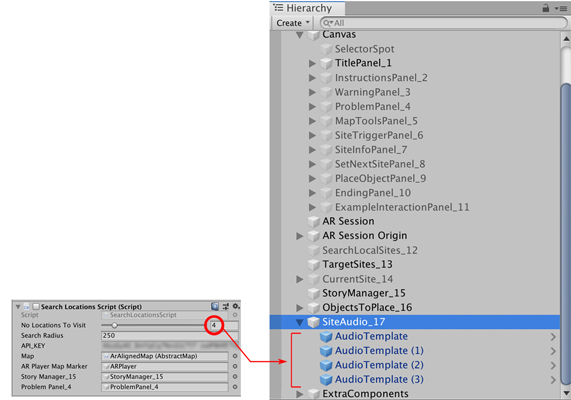 Hierarchy
Create
All
Canvas
SelectorSpot
TitlePanel_1
InstructionsPanel_2
WarningPanel_3
ProblemPanel_4
MapToolsPanel_5
SiteTriggerPanel_6
SiteInfoPanel_7
SetNextSitePanel_8
PlaceObjectPanel_9
EndingPanel_10
ExampleInteractionPanel_11
AR Session
AR Session Origin
SearchLocalSites_12
TargetSites_13
CurrentSite_14
StoryManager_15
ObjectsToPlace_16
SiteAudio_17
AudioTemplate
AudioTemplate (1)
AudioTemplate (2)
AudioTemplate (3)
ExtraComponents
Search Locations Script (Script)
Script SearchLocationsScript
No Locations To Visit 4
Search Radius 250
API_KEY
Map ArAlignedMap (AbstractMap)
AR Player Map Marker ARPlayer
Story Manager_15 StoryManager_15
Problem Panel_4 ProblemPanel_4